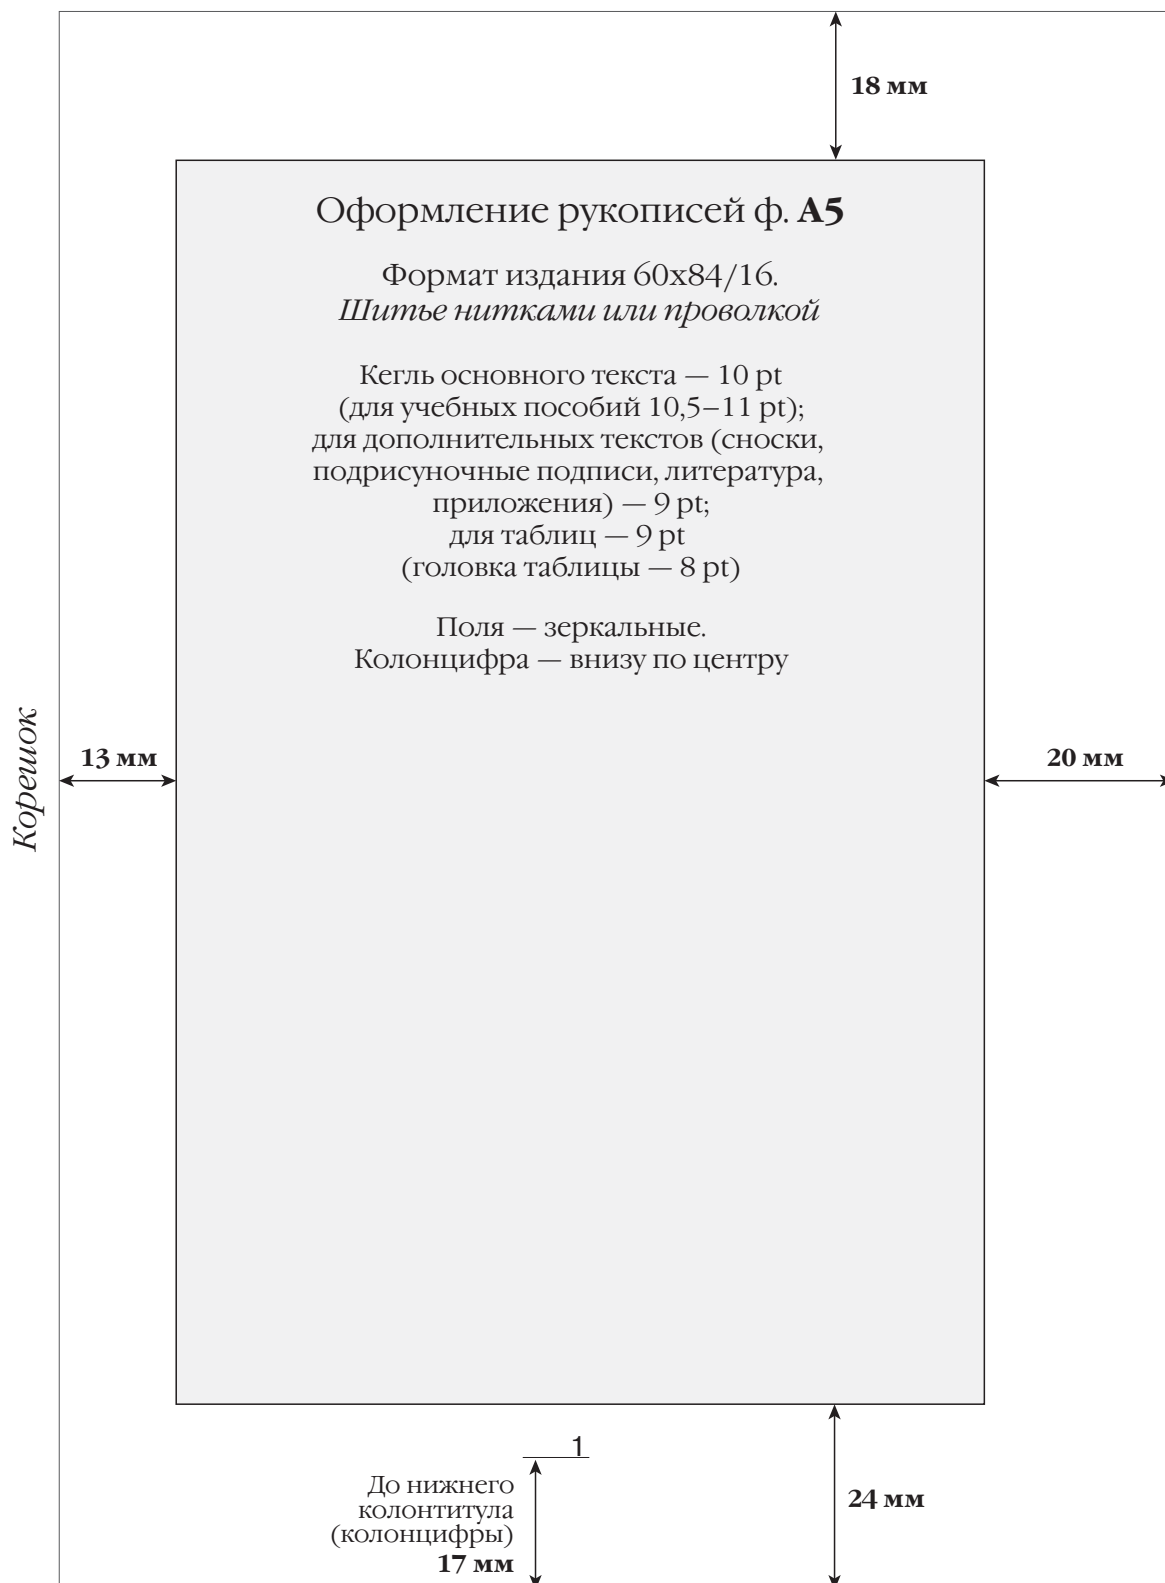 18 мм
Оформление рукописей ф. А5
Формат издания 60х84/16.
Шитье нитками или проволкой
Кегль основного текста — 10 pt
(для учебных пособий 10,5–11 pt);
для дополнительных текстов (сноски,
подрисуночные подписи, литература,
приложения) — 9 pt;
для таблиц — 9 pt
(головка таблицы — 8 pt)
Поля — зеркальные.
Колонцифра — внизу по центру
Корешок
13 мм
20 мм
1
До нижнего
колонтитула
(колонцифры)
17 мм
24 мм